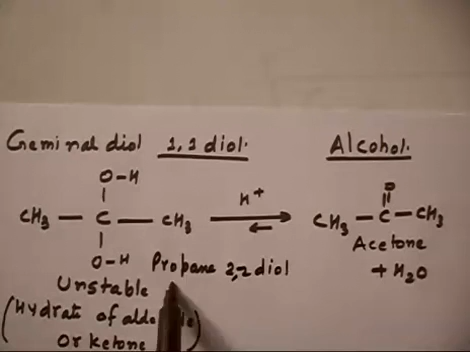 Geminal diol 1,1 diol. Alcohol.
O-H
CH3 - C - CH3 H+ CH3 - C - CH3
O
O-H Propane 2,2 diol Acetone
Unstable + H2O
(Hydrate of
or ketone)